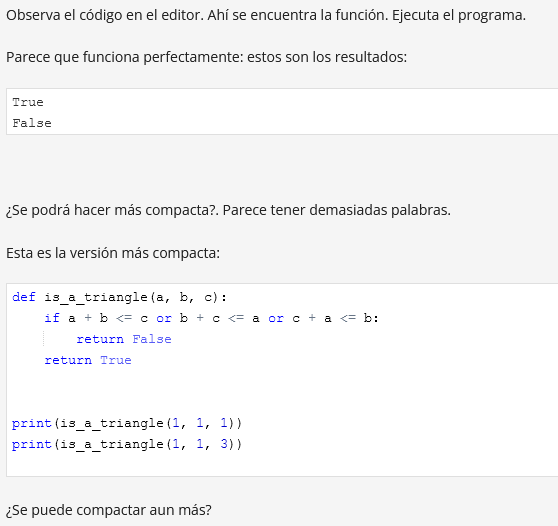 Observa el código en el editor. Ahí se encuentra la función. Ejecuta el programa.
Parece que funciona perfectamente: estos son los resultados:
True
False
¿Se podrá hacer más compacta?. Parece tener demasiadas palabras.
Esta es la versión más compacta:
def is_a_triangle(a, b, c):
    if a + b <= c or b + c <= a or c + a <= b:
        return False
    return True
print(is_a_triangle(1, 1, 1))
print(is_a_triangle(1, 1, 3))
¿Se puede compactar aun más?